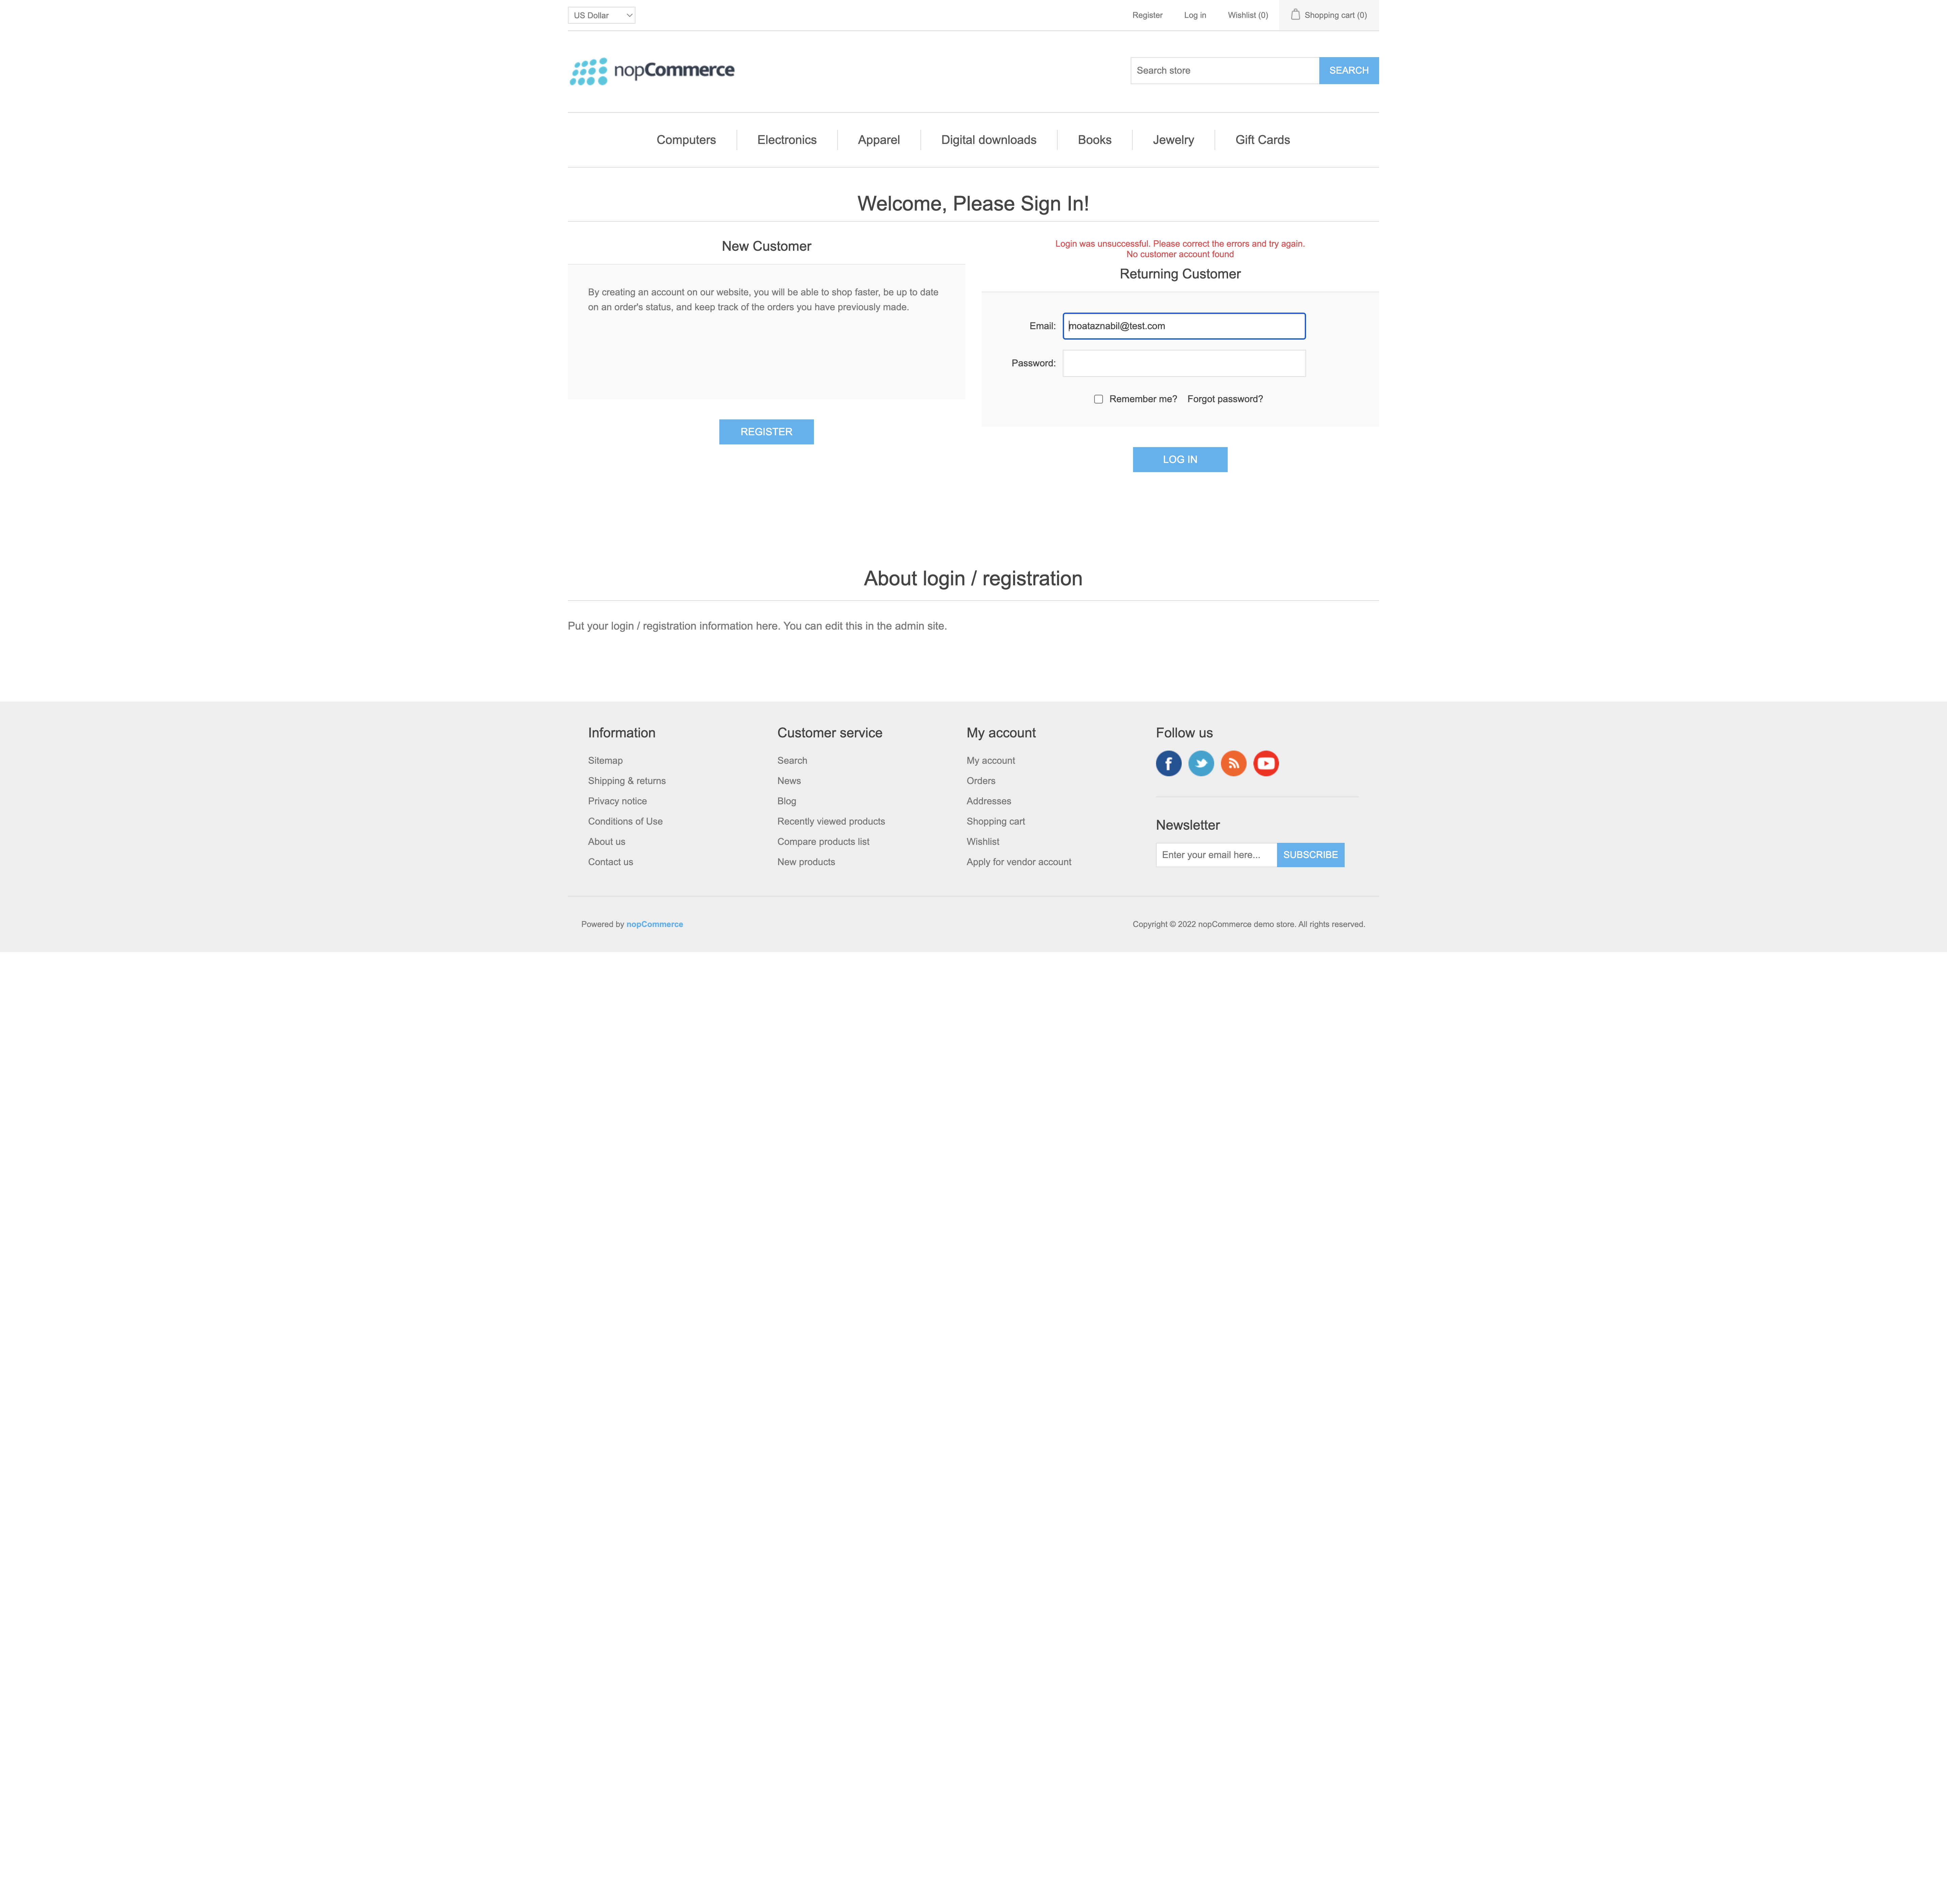 US Dollar
Register
Log in
Wishlist (0)
Shopping cart (0)
nopCommerce
Search store
SEARCH
Computers
Electronics
Apparel
Digital downloads
Books
Jewelry
Gift Cards
Welcome, Please Sign In!
New Customer
By creating an account on our website, you will be able to shop faster, be up to date
on an order's status, and keep track of the orders you have previously made.
REGISTER
Login was unsuccessful. Please correct the errors and try again.
No customer account found
Returning Customer
Email:
moataznabil@test.com
Password:
Remember me?
Forgot password?
LOG IN
About login / registration
Put your login / registration information here. You can edit this in the admin site.
Information
Sitemap
Shipping & returns
Privacy notice
Conditions of Use
About us
Contact us
Customer service
Search
News
Blog
Recently viewed products
Compare products list
New products
My account
My account
Orders
Addresses
Shopping cart
Wishlist
Apply for vendor account
Follow us
Newsletter
Enter your email here...
SUBSCRIBE
Powered by nopCommerce
Copyright © 2022 nopCommerce demo store. All rights reserved.